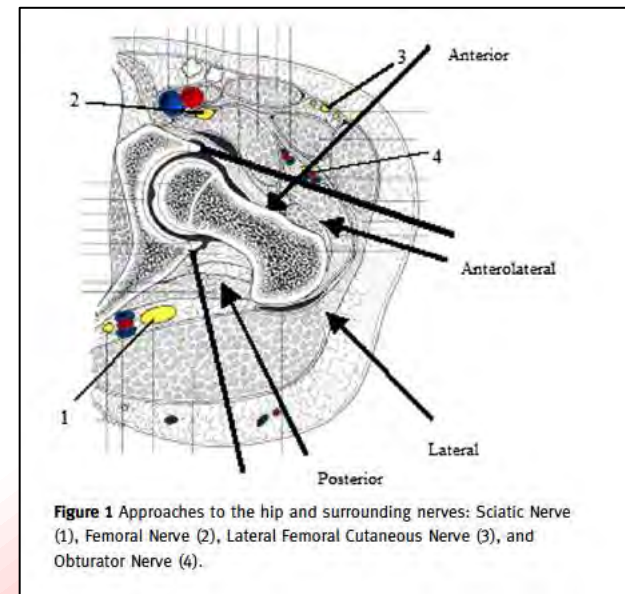 3
Anterior
2
4
Anterolateral
1
Lateral
Posterior
Figure 1 Approaches to the hip and surrounding nerves: Sciatic Nerve
(1), Femoral Nerve (2), Lateral Femoral Cutaneous Nerve (3), and
Obturator Nerve (4).